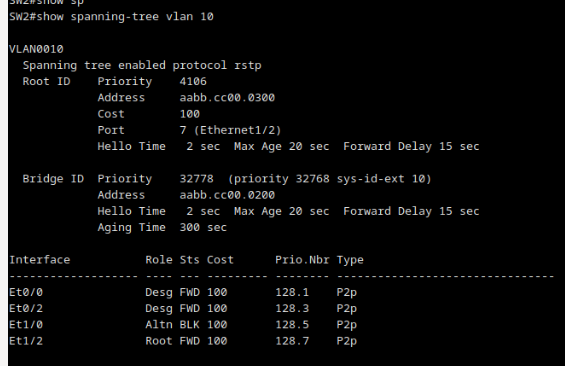 SW2#show sp
SW2#show spanning-tree vlan 10

VLAN0010
  Spanning tree enabled protocol rstp
  Root ID    Priority    4106
             Address     aabb.cc00.0300
             Cost        100
             Port        7 (Ethernet1/2)
             Hello Time   2 sec  Max Age 20 sec  Forward Delay 15 sec

  Bridge ID  Priority    32778  (priority 32768 sys-id-ext 10)
             Address     aabb.cc00.0200
             Hello Time   2 sec  Max Age 20 sec  Forward Delay 15 sec
             Aging Time  300 sec

Interface           Role Sts Cost      Prio.Nbr Type
------------------- ---- --- --------- -------- --------------------------------
Et0/0               Desg FWD 100       128.1    P2p
Et0/2               Desg FWD 100       128.3    P2p
Et1/0               Altn BLK 100       128.5    P2p
Et1/2               Root FWD 100       128.7    P2p